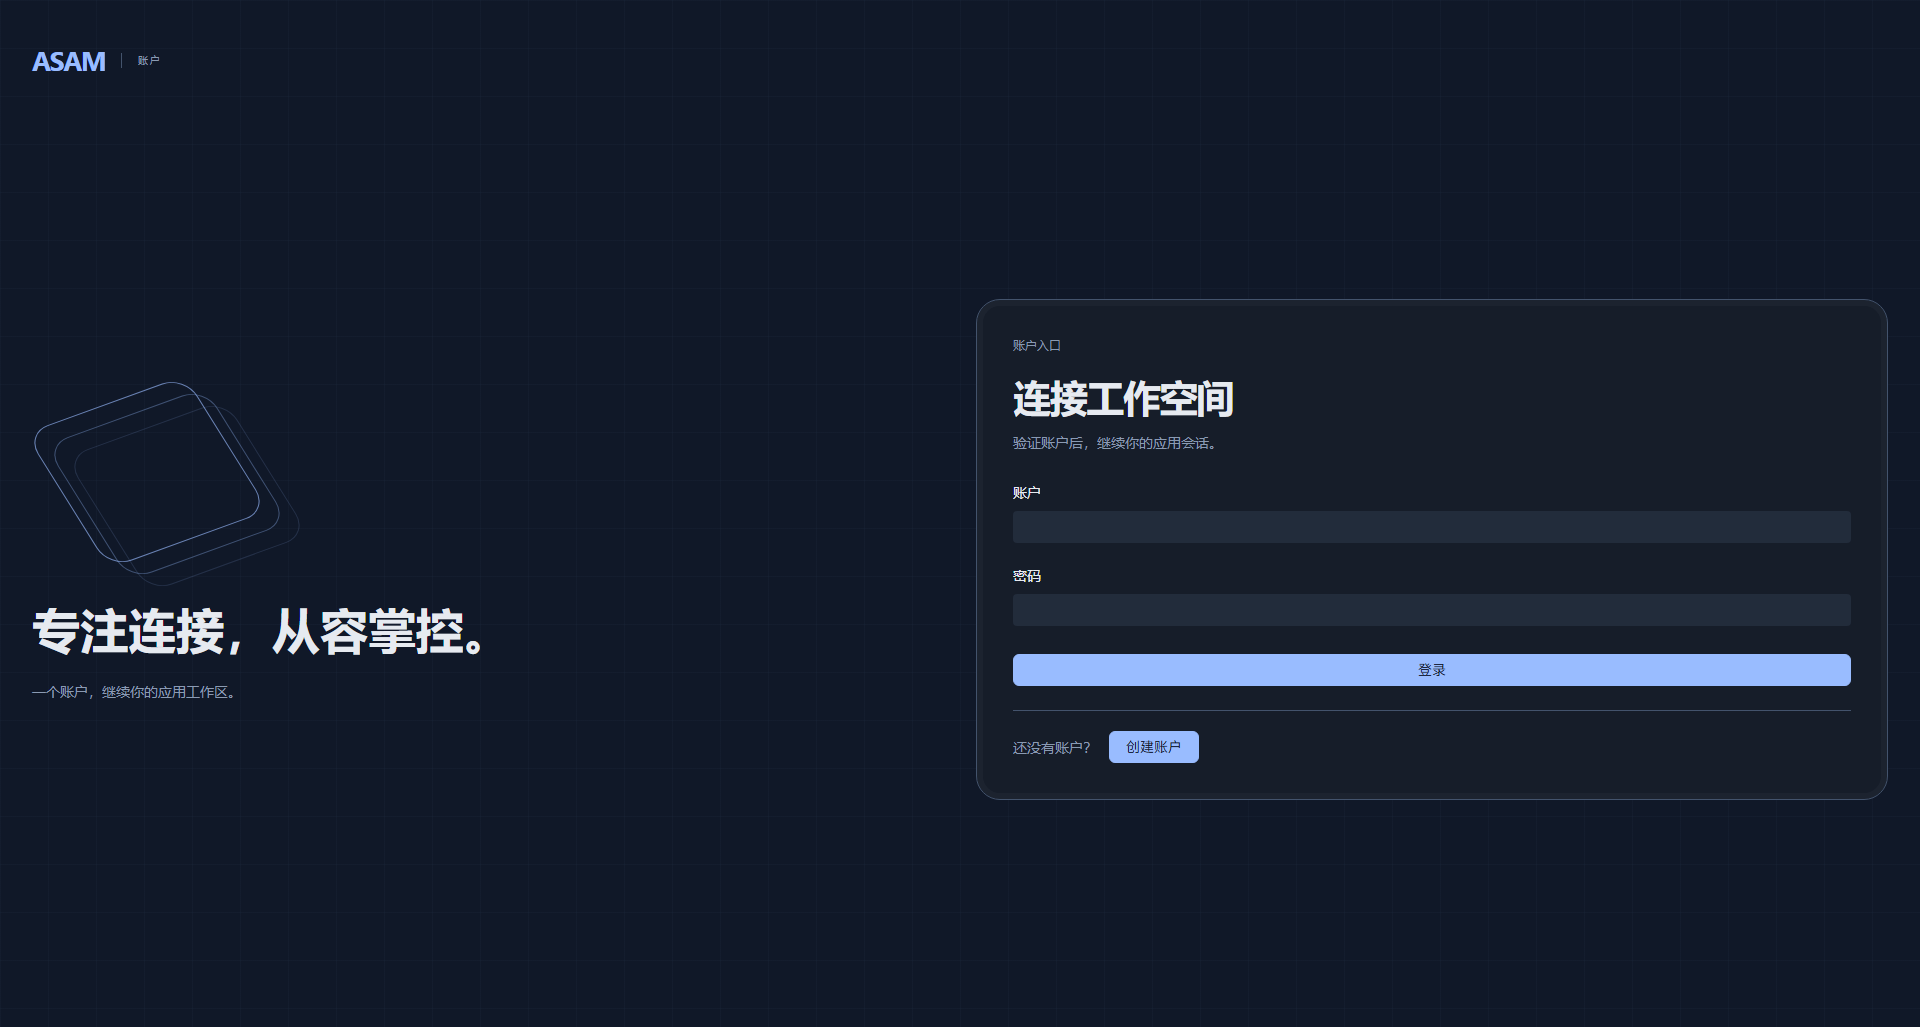 ASAM
账户
专注连接，从容掌控。
一个账户，继续你的应用工作区。
账户入口
连接工作空间
验证账户后，继续你的应用会话。
账户
密码
登录
还没有账户？ 创建账户